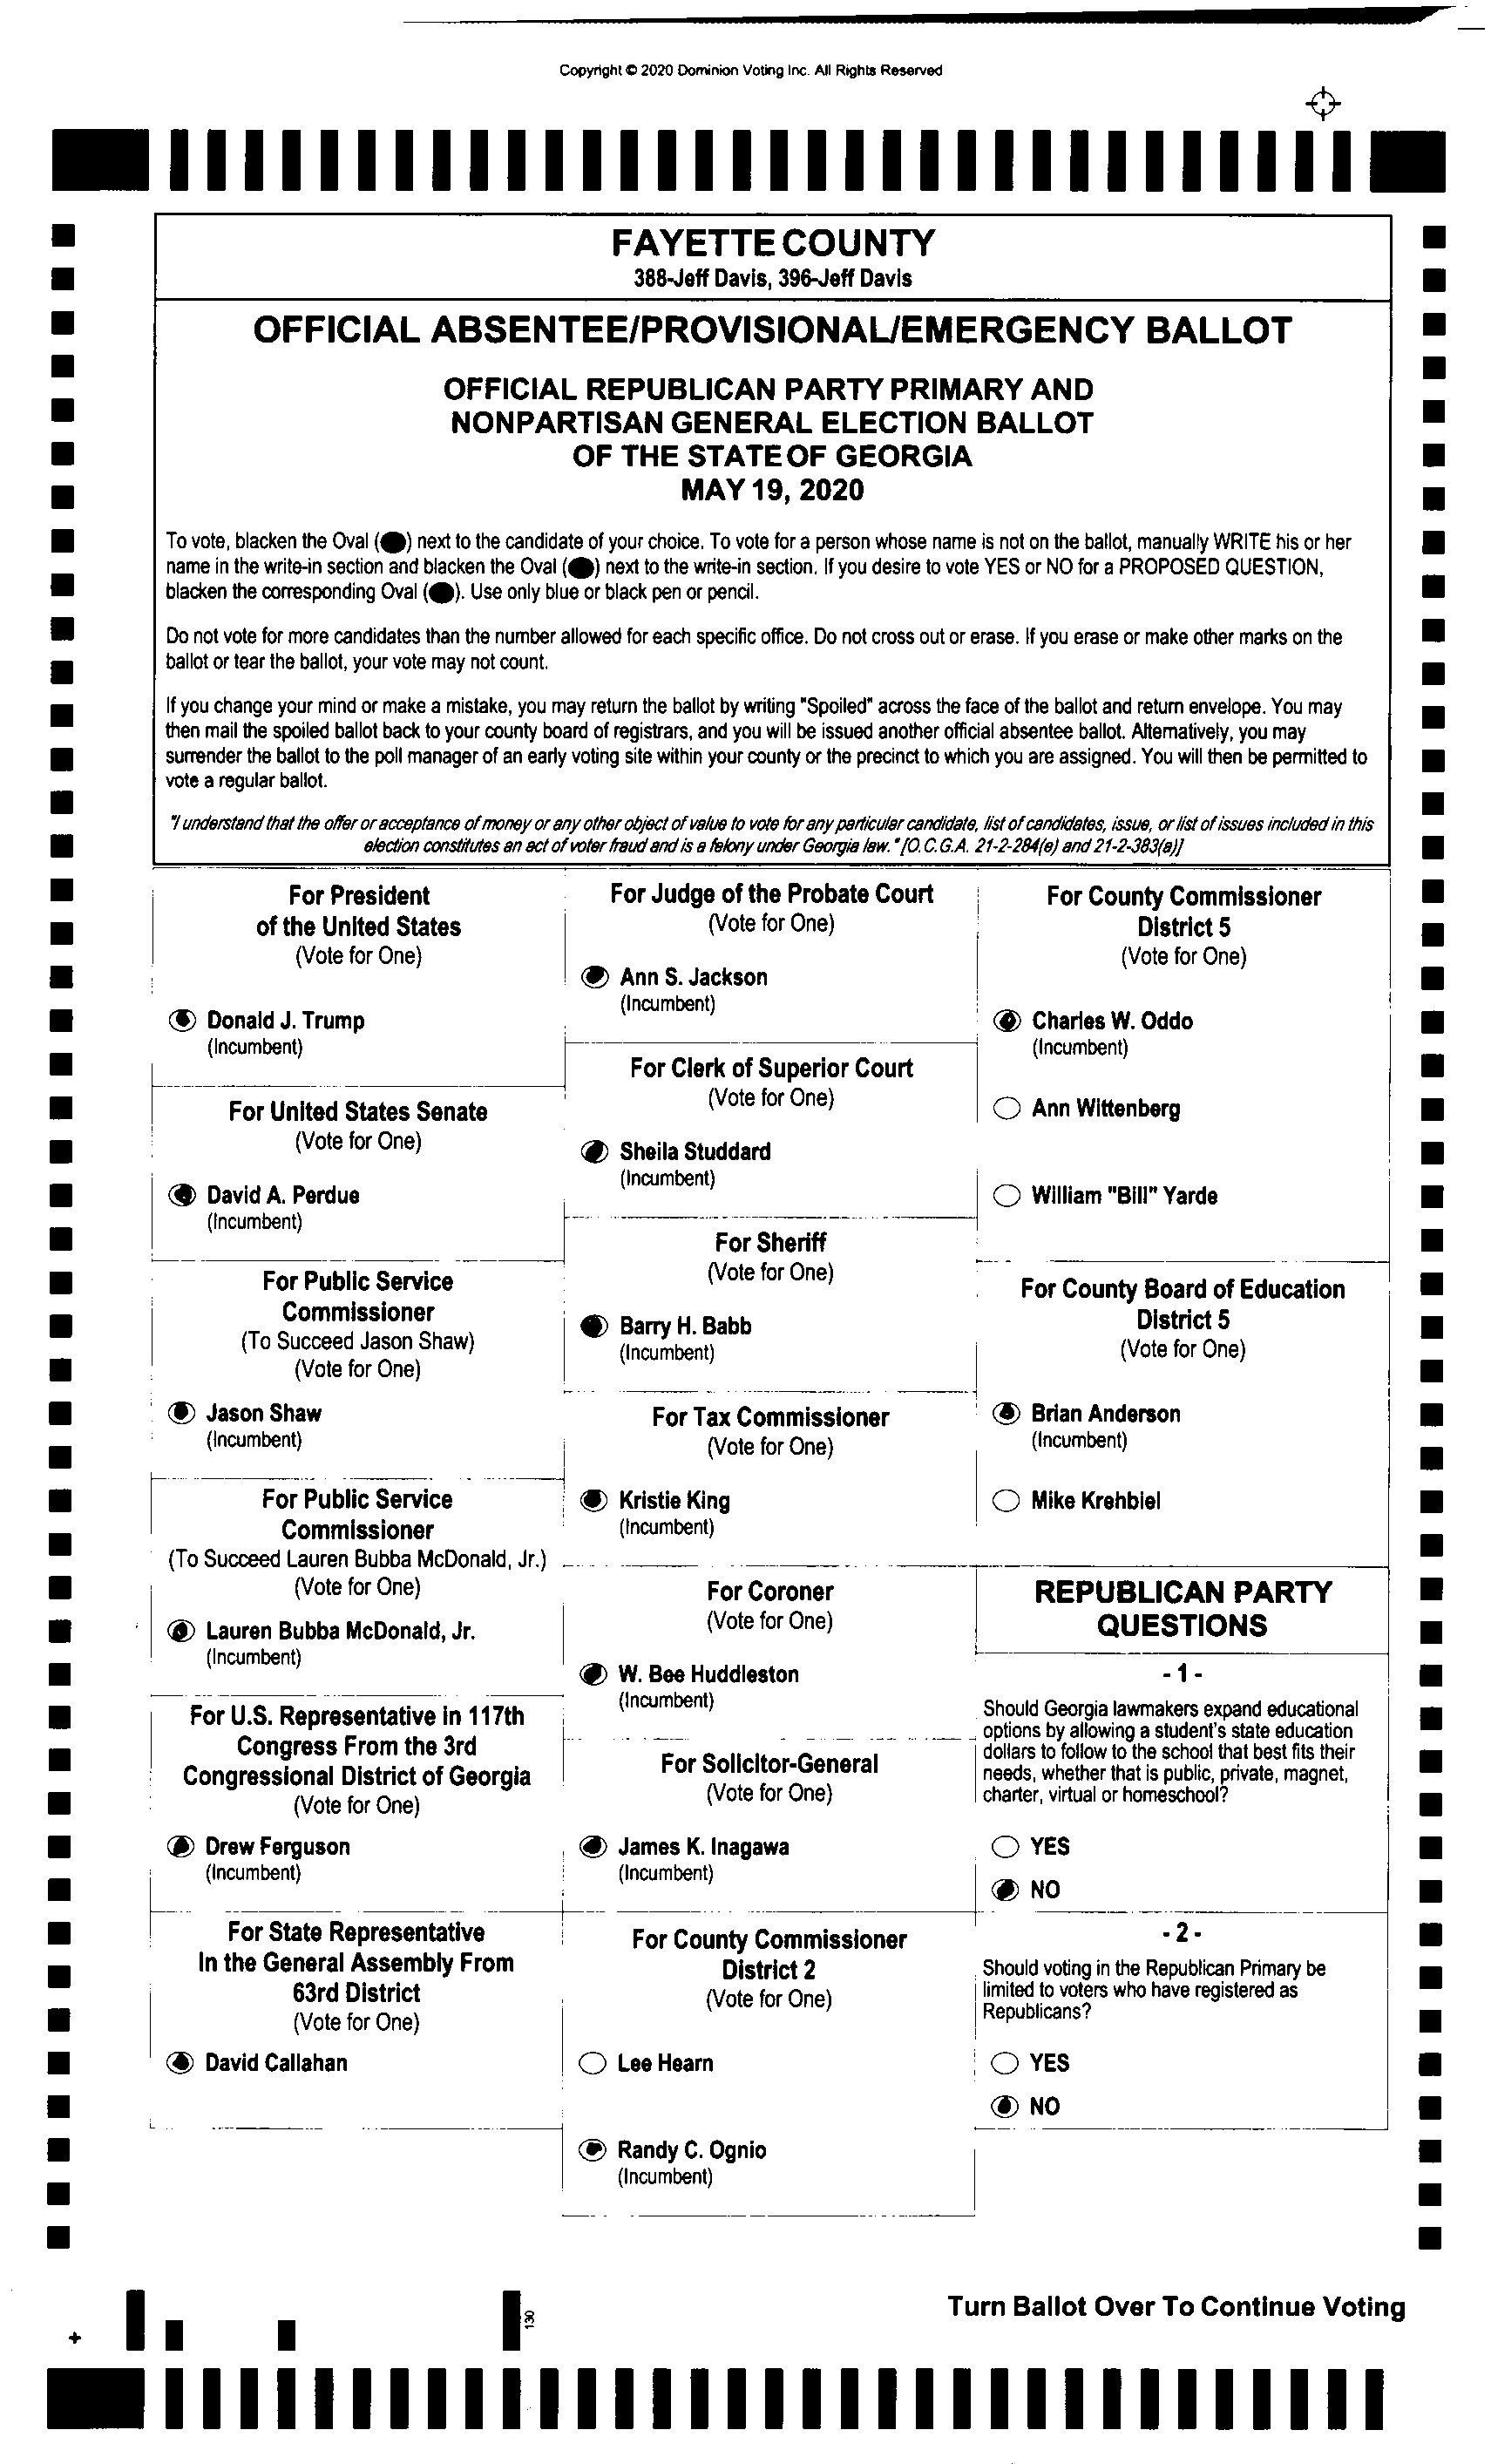 Copyright © 2020 Dominion Voting Inc. All Rights Reserved
FAYETTE COUNTY
388-Jeff Davis, 396-Jeff Davis
OFFICIAL ABSENTEE/PROVISIONAL/EMERGENCY BALLOT
OFFICIAL REPUBLICAN PARTY PRIMARY AND
NONPARTISAN GENERAL ELECTION BALLOT
OF THE STATE OF GEORGIA
MAY 19, 2020
To vote, blacken the Oval (●) next to the candidate of your choice. To vote for a person whose name is not on the ballot, manually WRITE his or her
name in the write-in section and blacken the Oval (●) next to the write-in section. If you desire to vote YES or NO for a PROPOSED QUESTION,
blacken the corresponding Oval (●). Use only blue or black pen or pencil.
Do not vote for more candidates than the number allowed for each specific office. Do not cross out or erase. If you erase or make other marks on the
ballot or tear the ballot, your vote may not count.
If you change your mind or make a mistake, you may return the ballot by writing "Spoiled" across the face of the ballot and return envelope. You may
then mail the spoiled ballot back to your county board of registrars, and you will be issued another official absentee ballot. Alternatively, you may
surrender the ballot to the poll manager of an early voting site within your county or the precinct to which you are assigned. You will then be permitted to
vote a regular ballot.
"I understand that the offer or acceptance of money or any other object of value to vote for any particular candidate, list of candidates, issue, or list of issues included in this
election constitutes an act of voter fraud and is a felony under Georgia law." [O.C.G.A. 21-2-284(e) and 21-2-383(a)]
For President
of the United States
(Vote for One)
Donald J. Trump
(Incumbent)
For United States Senate
(Vote for One)
David A. Perdue
(Incumbent)
For Public Service
Commissioner
(To Succeed Jason Shaw)
(Vote for One)
Jason Shaw
(Incumbent)
For Public Service
Commissioner
(To Succeed Lauren Bubba McDonald, Jr.)
(Vote for One)
Lauren Bubba McDonald, Jr.
(Incumbent)
For U.S. Representative in 117th
Congress From the 3rd
Congressional District of Georgia
(Vote for One)
Drew Ferguson
(Incumbent)
For State Representative
In the General Assembly From
63rd District
(Vote for One)
David Callahan
For Judge of the Probate Court
(Vote for One)
Ann S. Jackson
(Incumbent)
For Clerk of Superior Court
(Vote for One)
Sheila Studdard
(Incumbent)
For Sheriff
(Vote for One)
Barry H. Babb
(Incumbent)
For Tax Commissioner
(Vote for One)
Kristie King
(Incumbent)
For Coroner
(Vote for One)
W. Bee Huddleston
(Incumbent)
For Solicitor-General
(Vote for One)
James K. Inagawa
(Incumbent)
For County Commissioner
District 2
(Vote for One)
Lee Hearn
Randy C. Ognio
(Incumbent)
For County Commissioner
District 5
(Vote for One)
Charles W. Oddo
(Incumbent)
Ann Wittenberg
William "Bill" Yarde
For County Board of Education
District 5
(Vote for One)
Brian Anderson
(Incumbent)
Mike Krehbiel
REPUBLICAN PARTY
QUESTIONS
- 1 -
Should Georgia lawmakers expand educational
options by allowing a student's state education
dollars to follow to the school that best fits their
needs, whether that is public, private, magnet,
charter, virtual or homeschool?
YES
NO
- 2 -
Should voting in the Republican Primary be
limited to voters who have registered as
Republicans?
YES
NO
Turn Ballot Over To Continue Voting
130